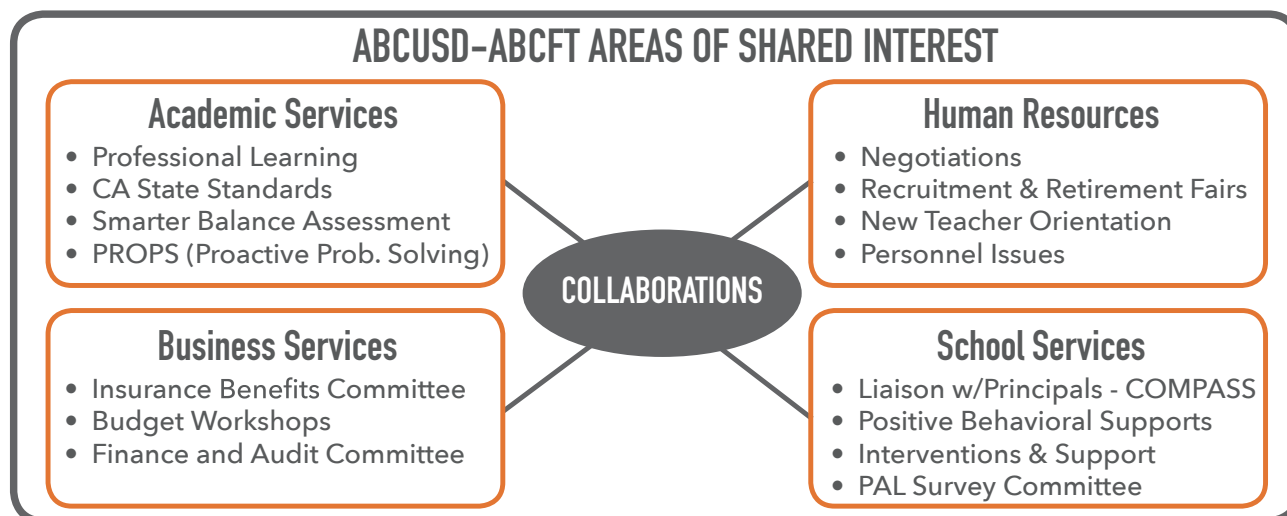 ABCUSD-ABCFT AREAS OF SHARED INTEREST
Academic Services
• Professional Learning
• CA State Standards
• Smarter Balance Assessment
• PROPS (Proactive Prob. Solving)
Human Resources
• Negotiations
• Recruitment & Retirement Fairs
• New Teacher Orientation
• Personnel Issues
COLLABORATIONS
Business Services
• Insurance Benefits Committee
• Budget Workshops
• Finance and Audit Committee
School Services
• Liaison w/Principals - COMPASS
• Positive Behavioral Supports
• Interventions & Support
• PAL Survey Committee